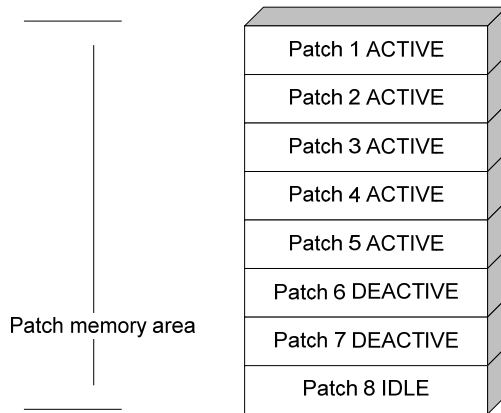 Patch 1 ACTIVE
Patch 2 ACTIVE
Patch 3 ACTIVE
Patch 4 ACTIVE
Patch 5 ACTIVE
Patch 6 DEACTIVE
Patch memory area
Patch 7 DEACTIVE
Patch 8 IDLE